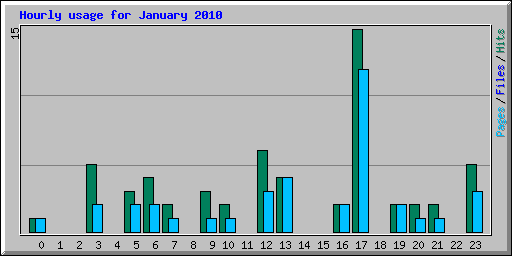 Hourly usage for January 2010
15
Pages/Files/Hits
0 1 2 3 4 5 6 7 8 9 10 11 12 13 14 15 16 17 18 19 20 21 22 23